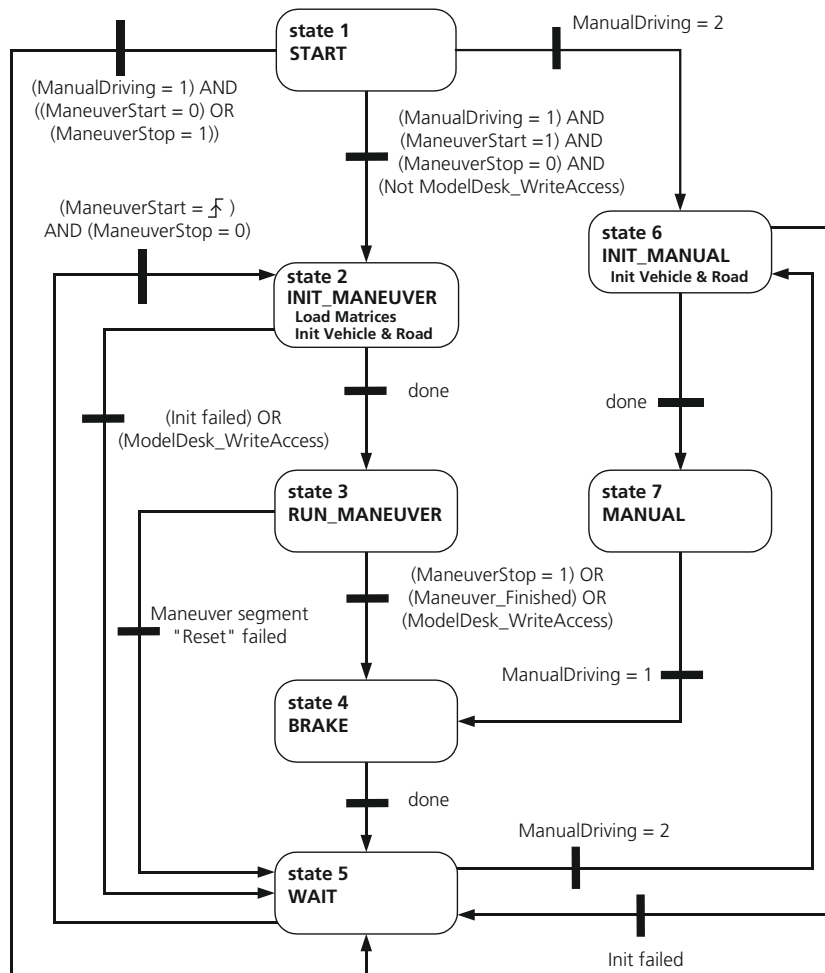 state 1
START
ManualDriving = 2
(ManualDriving = 1) AND
((ManeuverStart = 0) OR
(ManeuverStop = 1))
(ManualDriving = 1) AND
(ManeuverStart =1) AND
(ManeuverStop = 0) AND
(Not ModelDesk_WriteAccess)
(ManeuverStart = )
AND (ManeuverStop = 0)
state 6
INIT_MANUAL
Init Vehicle & Road
state 2
INIT_MANEUVER
Load Matrices
Init Vehicle & Road
done
done
(Init failed) OR
(ModelDesk_WriteAccess)
state 3
RUN_MANEUVER
state 7
MANUAL
(ManeuverStop = 1) OR
(Maneuver_Finished) OR
(ModelDesk_WriteAccess)
Maneuver segment
"Reset" failed
ManualDriving = 1
state 4
BRAKE
done
ManualDriving = 2
state 5
WAIT
Init failed